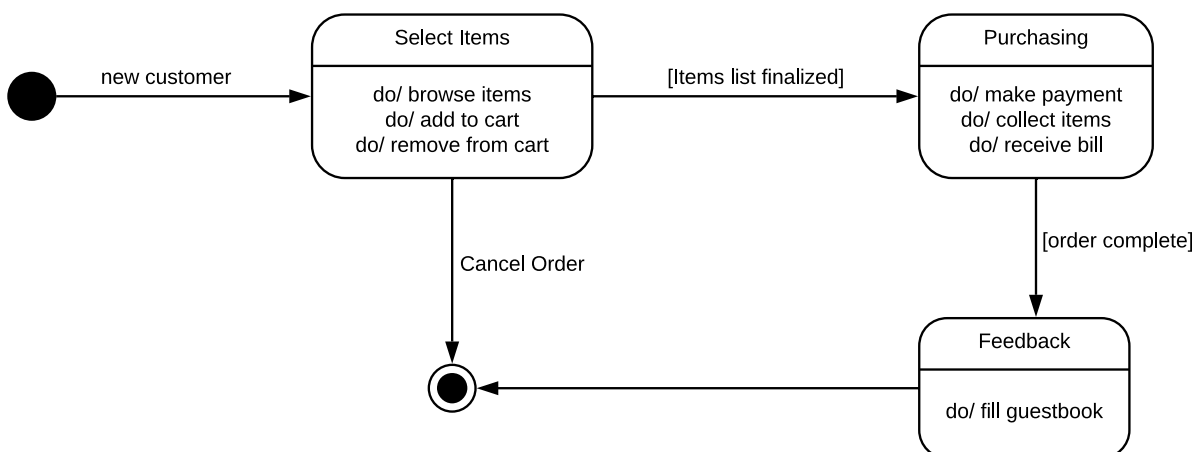 Select Items
Purchasing
new customer
[Items list finalized]
do/ browse items
do/ add to cart
do/ remove from cart
do/ make payment
do/ collect items
do/ receive bill
Cancel Order
[order complete]
Feedback
do/ fill guestbook